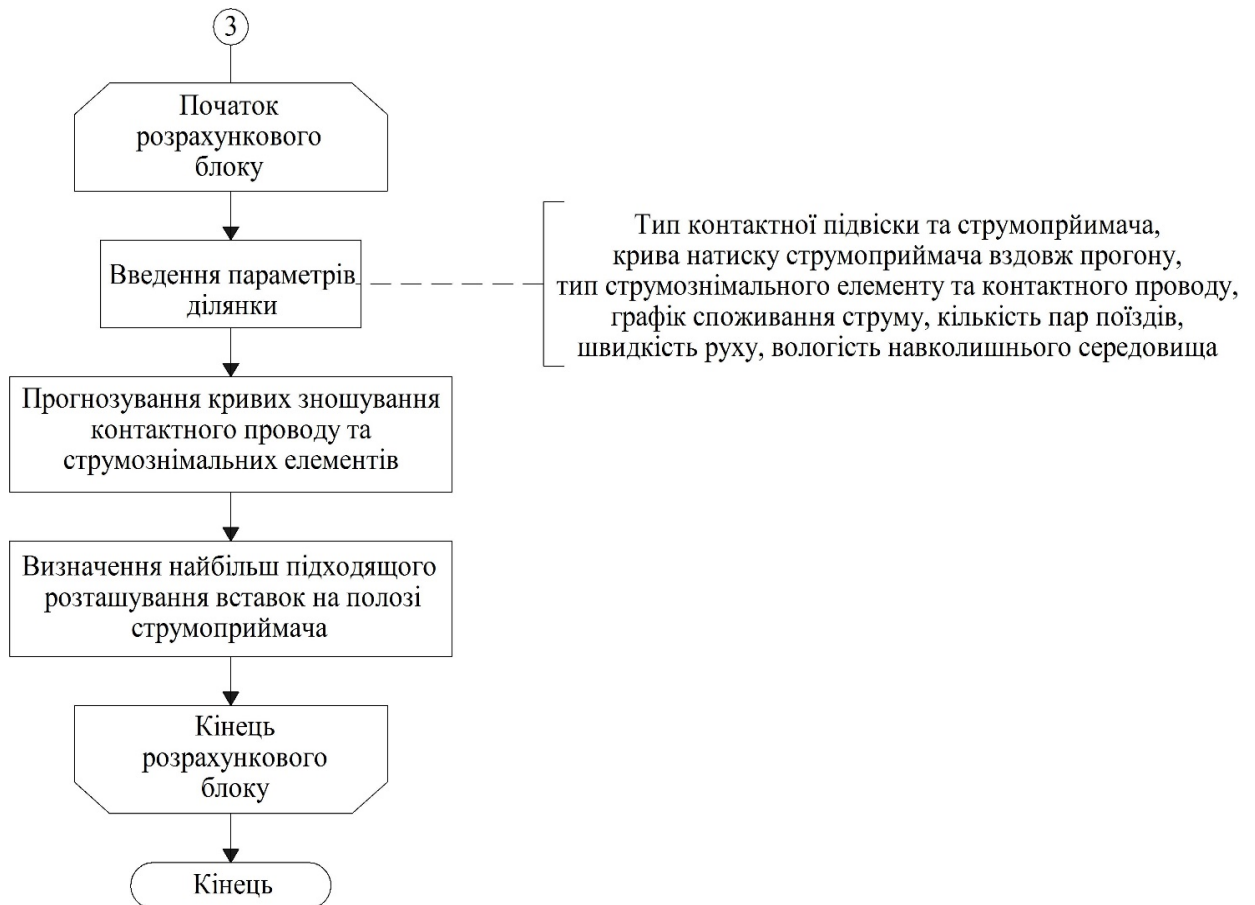 3
Початок
розрахункового
блоку
Введення параметрів
ділянки
Тип контактної підвіски та струмопрйимача,
крива натиску струмоприймача вздовж прогону,
тип струмознімального елементу та контактного проводу,
графік споживання струму, кількість пар поїздів,
швидкість руху, вологість навколишнього середовища
Прогнозування кривих зношування
контактного проводу та
струмознімальних елементів
Визначення найбільш підходящого
розташування вставок на полозі
струмоприймача
Кінець
розрахункового
блоку
Кінець